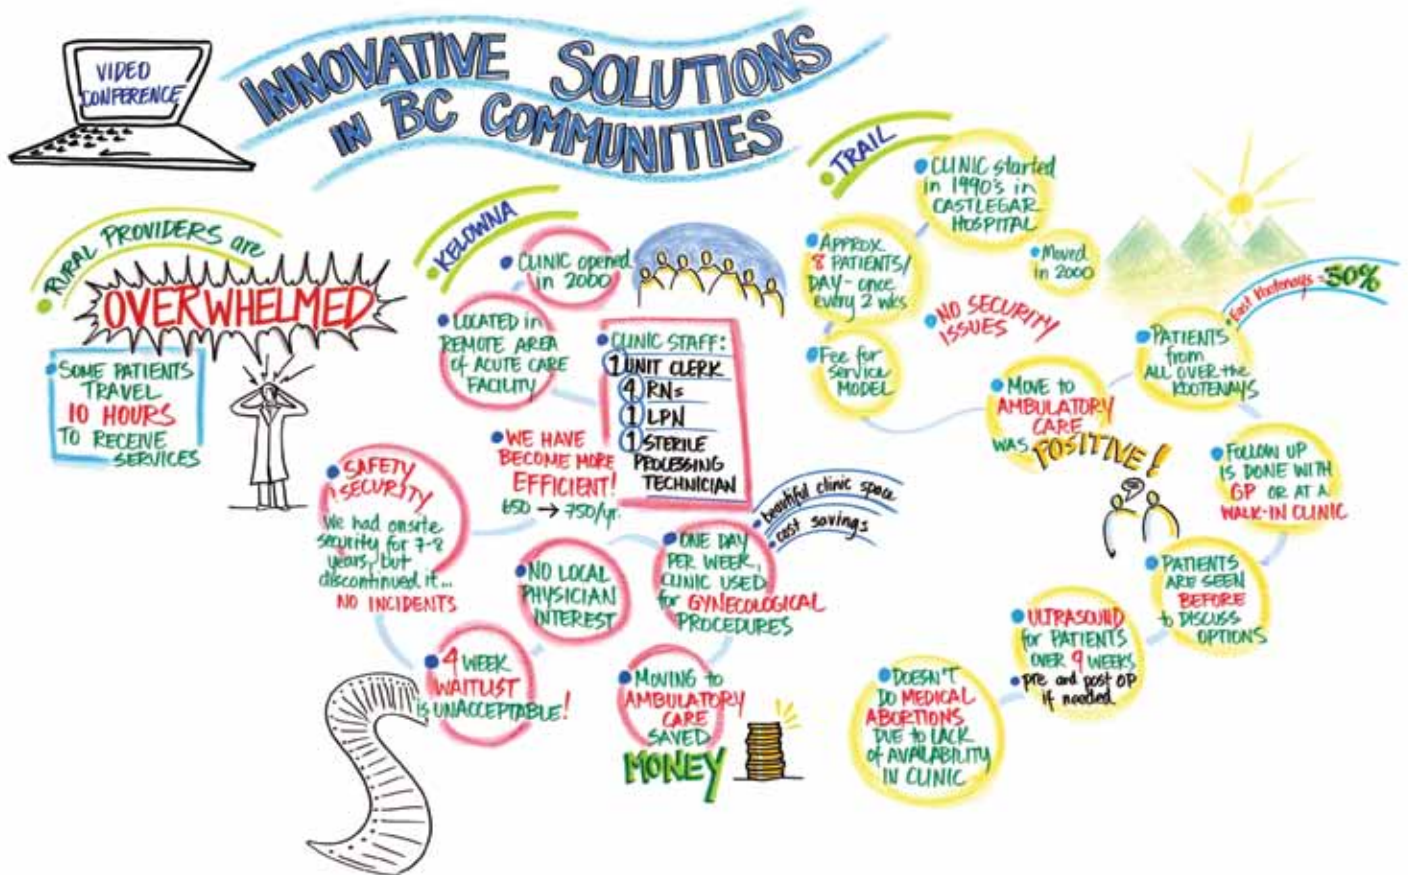 VIDEO
CONFERENCE
INNOVATIVE SOLUTIONS
IN BC COMMUNITIES
RURAL PROVIDERS are
OVERWHELMED
SOME PATIENTS
TRAVEL
10 HOURS
TO RECEIVE
SERVICES
KELOWNA
CLINIC opened
in 2000
LOCATED in
REMOTE AREA
of ACUTE CARE
FACILITY
CLINIC STAFF:
1 UNIT CLERK
4 RNs
1 LPN
1 STERILE
PROCESSING
TECHNICIAN
WE HAVE
BECOME MORE
EFFICIENT!
650 → 750/yr.
SAFETY
SECURITY
We had onsite
security for 7-8
years, but
discontinued it...
NO INCIDENTS
4 WEEK
WAITLIST
IS UNACCEPTABLE!
NO LOCAL
PHYSICIAN
INTEREST
ONE DAY
PER WEEK,
CLINIC USED
for GYNECOLOGICAL
PROCEDURES
beautiful clinic space
cost savings
MOVING to
AMBULATORY
CARE
SAVED
MONEY
TRAIL
CLINIC started
in 1990's in
CASTLEGAR
HOSPITAL
Moved
in 2000
APPROX.
8 PATIENTS/
DAY - once
every 2 wks
NO SECURITY
ISSUES
Fee for
service
MODEL
MOVE to
AMBULATORY
CARE
WAS POSITIVE!
PATIENTS
from
ALL OVER the
KOOTENAYS
East Kootenays = 30%
FOLLOW UP
IS DONE WITH
GP OR AT A
WALK-IN CLINIC
PATIENTS
ARE SEEN
BEFORE
to DISCUSS
OPTIONS
ULTRASOUND
for PATIENTS
OVER 9 WEEKS
pre and post OP
if needed
DOESN'T
DO MEDICAL
ABORTIONS
DUE to LACK
of AVAILABILITY
IN CLINIC